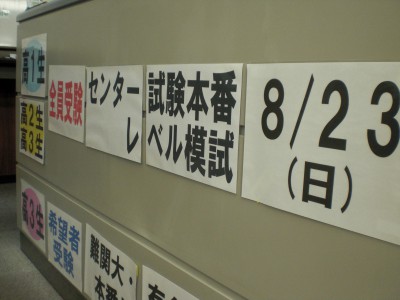 高1生
高2生
高3生
全員受験
センター試験本番
レベル模試
8/23
(日)
高3生
希望者
受験
難関大・
本番